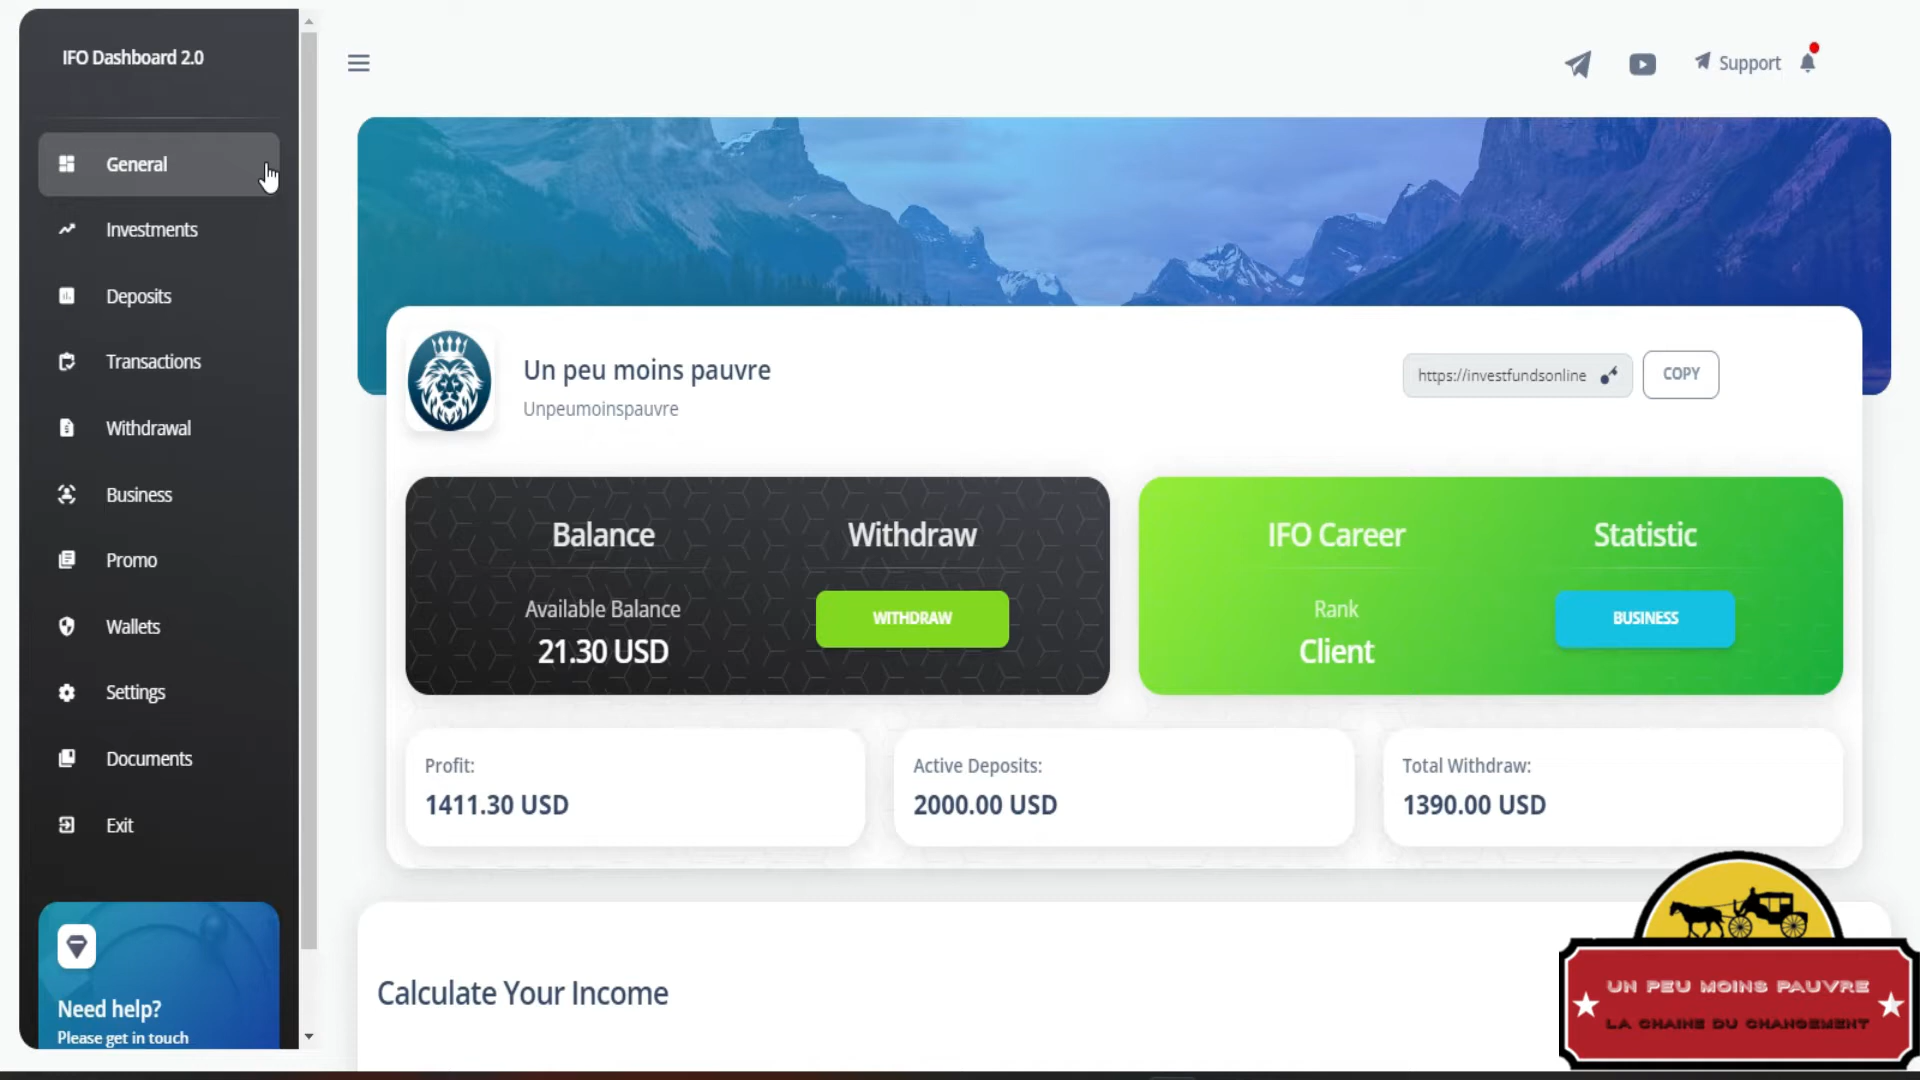 IFO Dashboard 2.0
General
Investments
Deposits
Transactions
Withdrawal
Business
Promo
Wallets
Settings
Documents
Exit
Need help?
Please get in touch
Support
Un peu moins pauvre
Unpeumoinspauvre
https://investfundsonline
COPY
Balance
Available Balance
21.30 USD
Withdraw
WITHDRAW
IFO Career
Rank
Client
Statistic
BUSINESS
Profit:
1411.30 USD
Active Deposits:
2000.00 USD
Total Withdraw:
1390.00 USD
Calculate Your Income
UN PEU MOINS PAUVRE
LA CHAINE DU CHANGEMENT